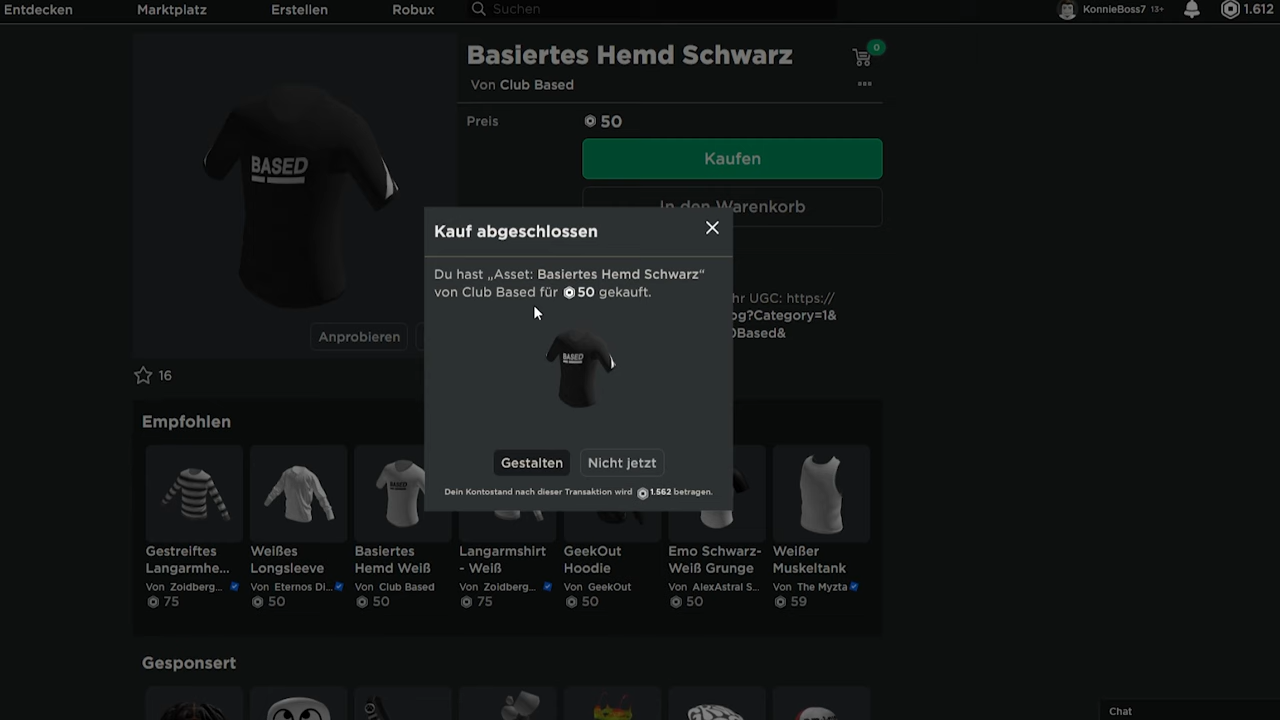 Entdecken Marktplatz Erstellen Robux Suchen KonnieBoss7 13+ 1.612
Basiertes Hemd Schwarz
0
Von Club Based
Preis 50
Kaufen
In den Warenkorb
BASED
Kauf abgeschlossen
Du hast „Asset: Basiertes Hemd Schwarz“
von Club Based für 50 gekauft.
hr UGC: https://
og?Category=1&
0Based&
BASED
Anprobieren
16
Gestalten Nicht jetzt
Dein Kontostand nach dieser Transaktion wird 1.562 betragen.
Empfohlen
BASED
Gestreiftes
Langarmhe...
Von Zoidberg...
75
Weißes
Longsleeve
Von Eternos Di...
50
Basiertes
Hemd Weiß
Von Club Based
50
Langarmshirt
- Weiß
Von Zoidberg...
75
GeekOut
Hoodie
Von GeekOut
50
Emo Schwarz-
Weiß Grunge
Von AlexAstral S...
50
Weißer
Muskeltank
Von The Myzta
59
Gesponsert
Chat